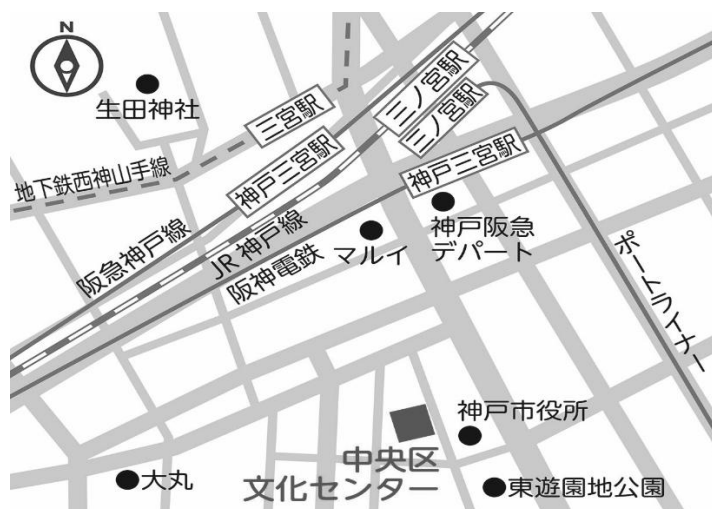 N
生田神社
三宮駅
三ノ宮駅
三ノ宮駅
神戸三宮駅
神戸三宮駅
地下鉄西神山手線
阪急神戸線
JR神戸線
阪神電鉄
マルイ
神戸阪急
デパート
ポートライナー
神戸市役所
中央区
文化センター
大丸
東遊園地公園